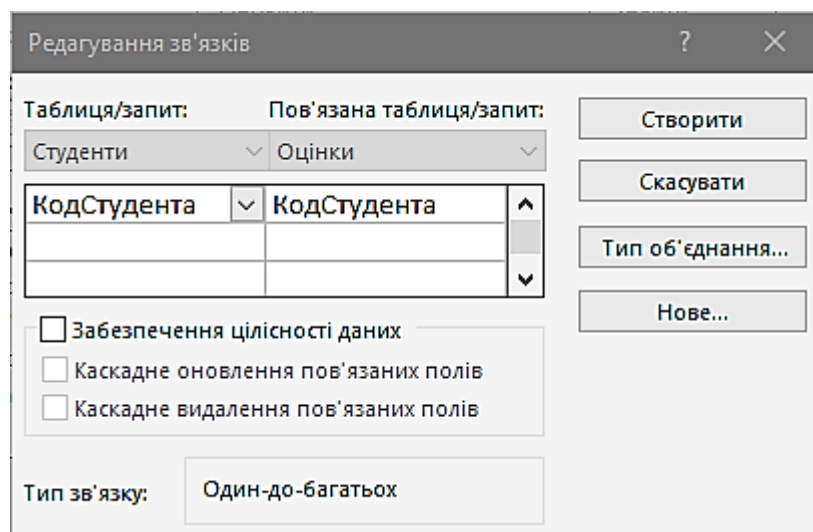 Редагування зв'язків ?
Таблиця/запит: Пов'язана таблиця/запит:
Студенти Оцінки
КодСтудента КодСтудента
Створити
Скасувати
Тип об'єднання...
Нове...
Забезпечення цілісності даних
Каскадне оновлення пов'язаних полів
Каскадне видалення пов'язаних полів
Тип зв'язку: Один-до-багатьох